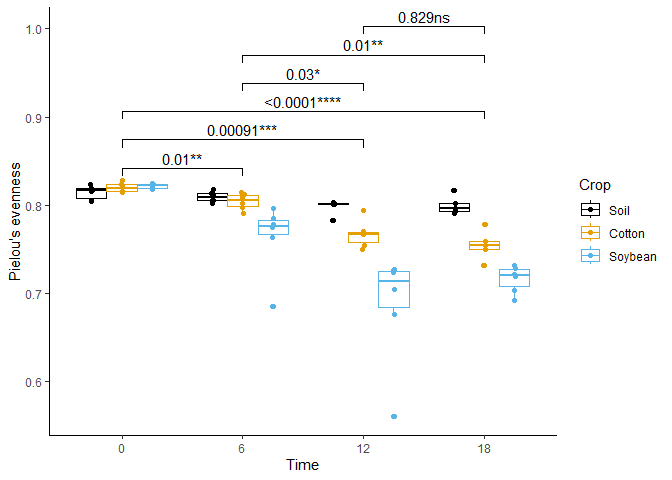 1.0
0.829ns
0.01**
0.03*
<0.0001****
0.9
0.00091***
0.01**
0.8
0.7
0.6
Pielou's evenness
0 6 12 18
Time
Crop
Soil
Cotton
Soybean